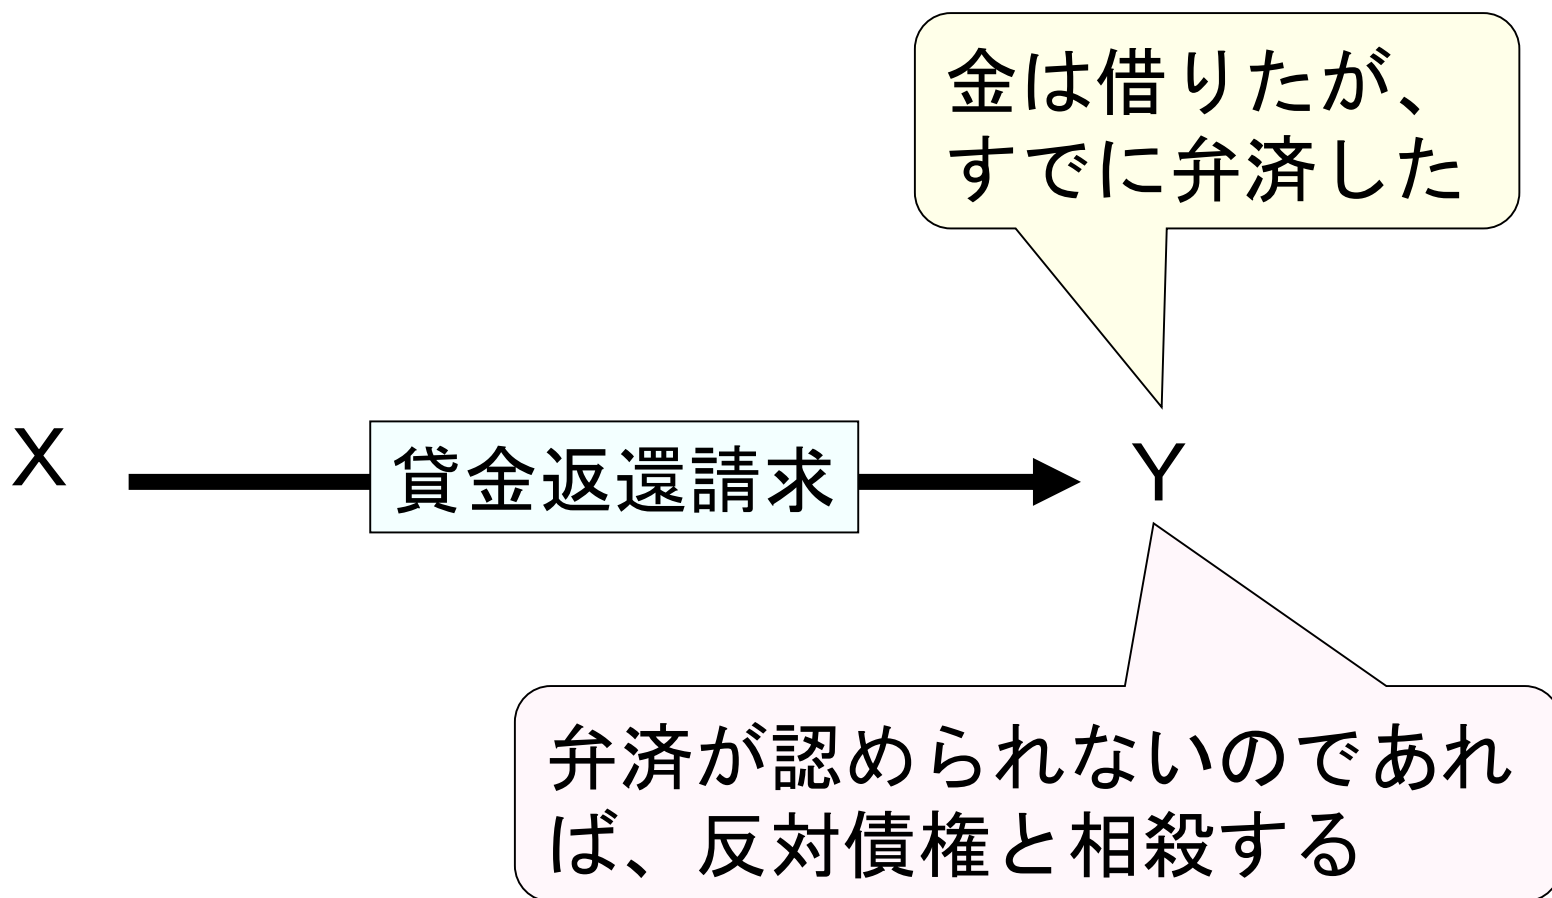 金は借りたが、
すでに弁済した
X
貸金返還請求
Y
弁済が認められないのであれ
ば、反対債権と相殺する